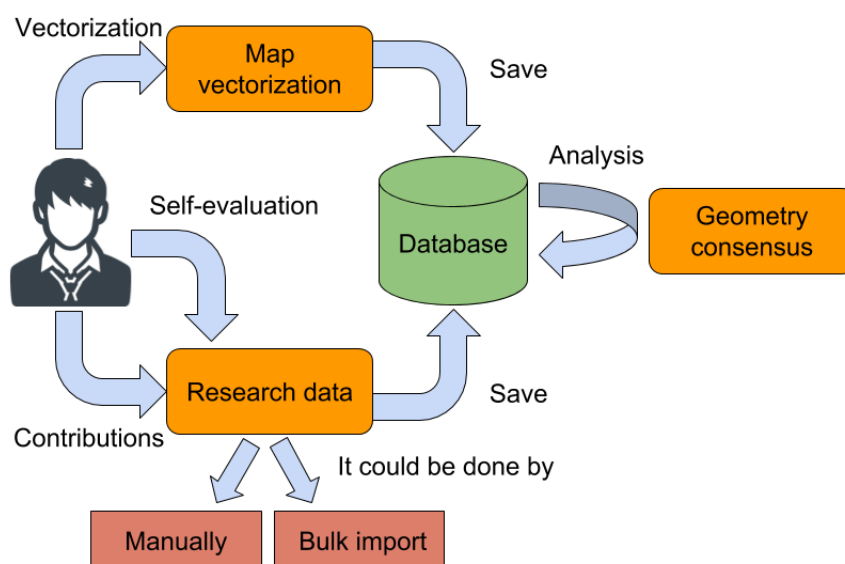 Vectorization
Map
vectorization
Save
Analysis
Self-evaluation
Database
Geometry
consensus
Research data
Save
Contributions
It could be done by
Manually
Bulk import